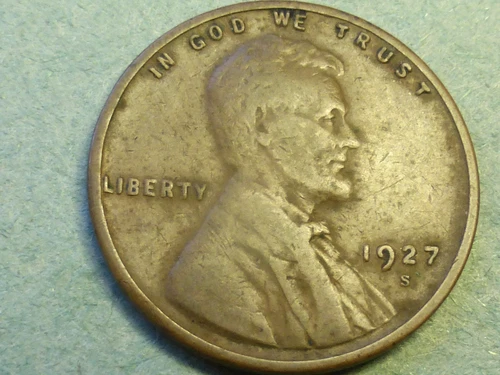 IN GOD WE TRUST
LIBERTY
1927
S